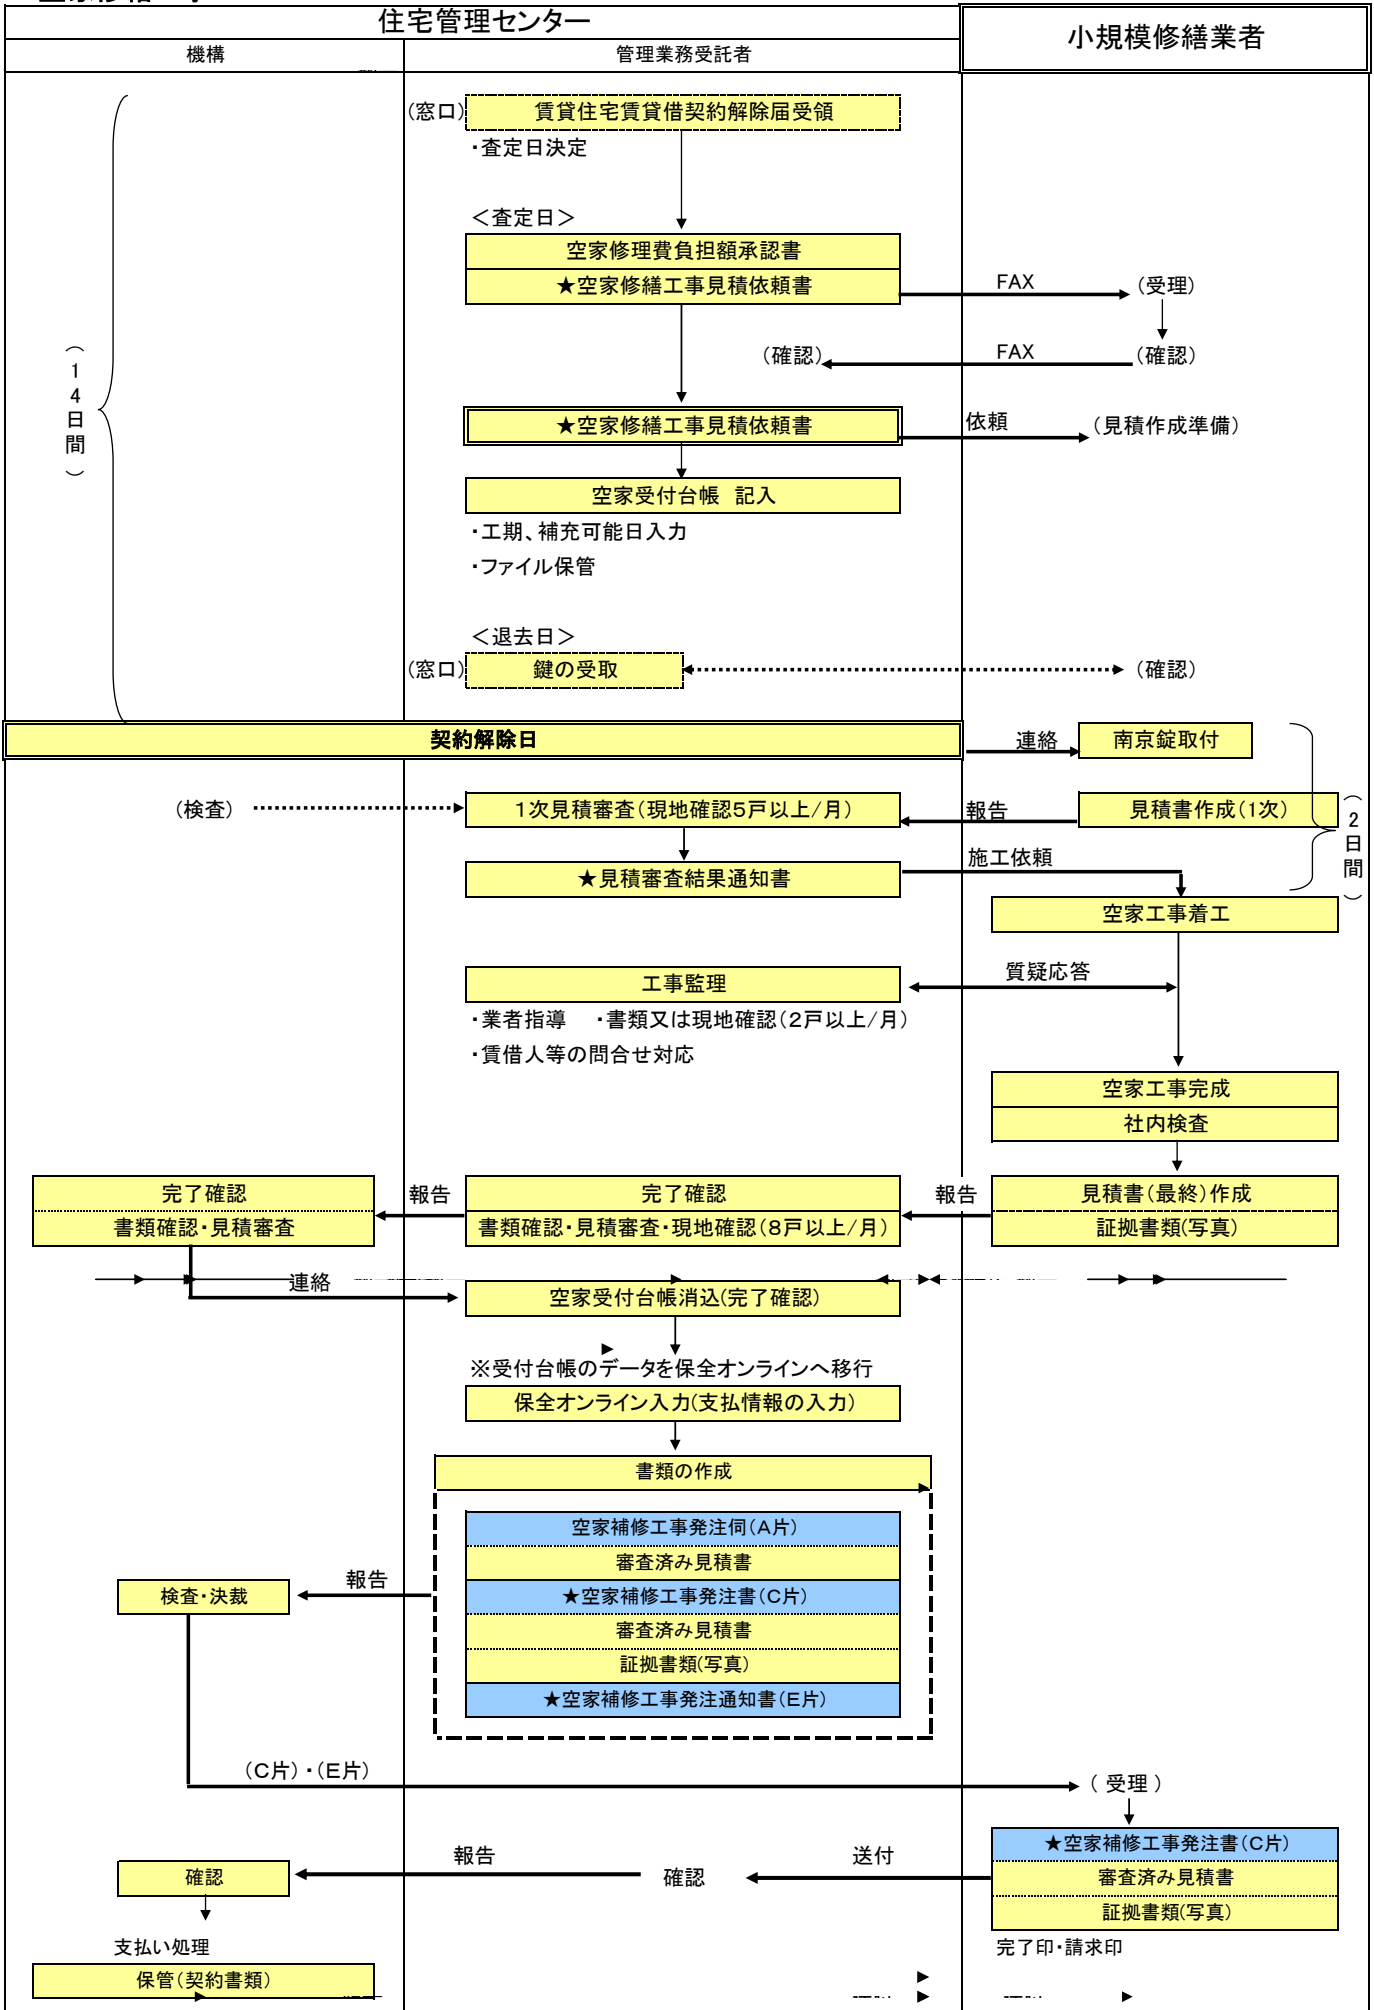 住宅管理センター
小規模修繕業者
機構
管理業務受託者
(窓口)
賃貸住宅賃貸借契約解除届受領
・査定日決定
＜査定日＞
空家修理費負担額承認書
★空家修繕工事見積依頼書
FAX
(受理)
(確認)
FAX
(確認)
（14日間）
★空家修繕工事見積依頼書
依頼
(見積作成準備)
空家受付台帳　記入
・工期、補充可能日入力
・ファイル保管
＜退去日＞
(窓口)
鍵の受取
(確認)
契約解除日
連絡
南京錠取付
(検査)
1次見積審査(現地確認5戸以上/月)
報告
見積書作成(1次)
（2日間）
★見積審査結果通知書
施工依頼
空家工事着工
工事監理
質疑応答
・業者指導　・書類又は現地確認(2戸以上/月)
・賃借人等の問合せ対応
空家工事完成
社内検査
完了確認
報告
完了確認
報告
見積書(最終)作成
書類確認・見積審査
書類確認・見積審査・現地確認(8戸以上/月)
証拠書類(写真)
連絡
空家受付台帳消込(完了確認)
※受付台帳のデータを保全オンラインへ移行
保全オンライン入力(支払情報の入力)
書類の作成
空家補修工事発注伺(A片)
審査済み見積書
検査・決裁
報告
★空家補修工事発注書(C片)
審査済み見積書
証拠書類(写真)
★空家補修工事発注通知書(E片)
(C片)・(E片)
( 受理 )
★空家補修工事発注書(C片)
確認
報告
確認
送付
審査済み見積書
証拠書類(写真)
支払い処理
完了印・請求印
保管(契約書類)